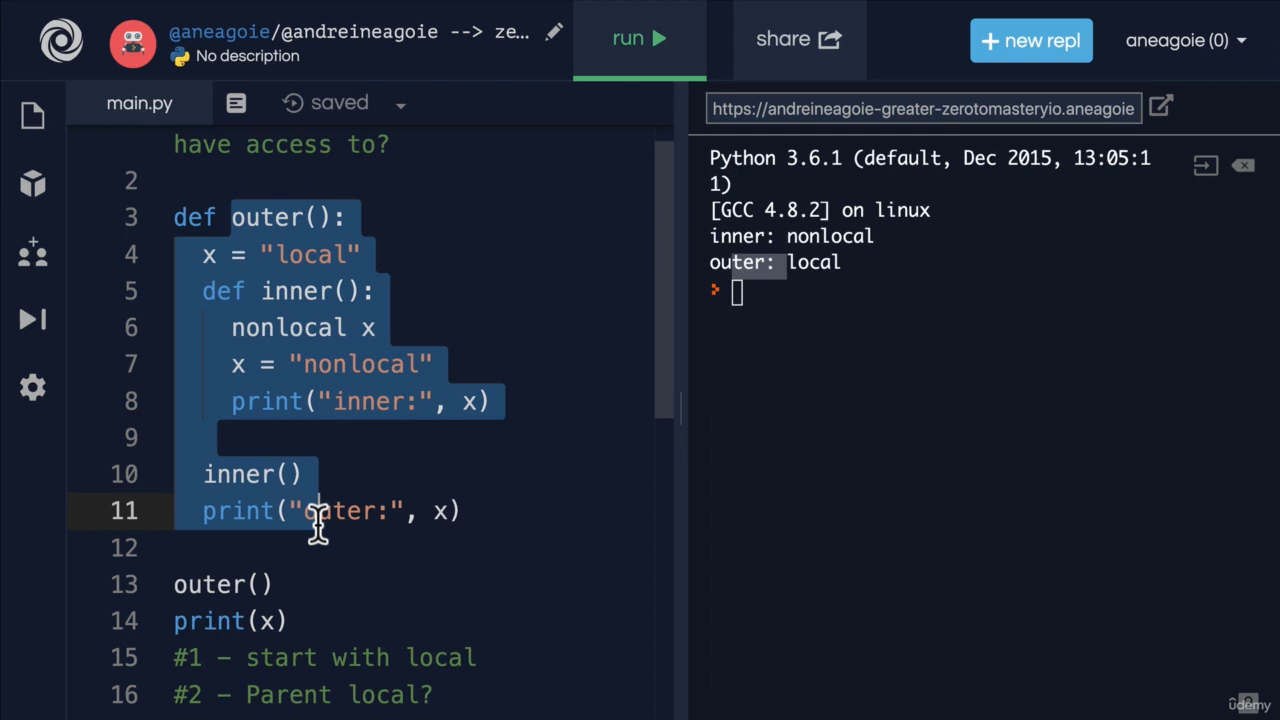 @aneagoie/@andreineagoie --> ze...
No description
run
share
+ new repl
aneagoie (0)
main.py
saved
https://andreineagoie-greater-zerotomasteryio.aneagoie
have access to?
2
3 def outer():
4 x = "local"
5 def inner():
6 nonlocal x
7 x = "nonlocal"
8 print("inner:", x)
9
10 inner()
11 print("outer:", x)
12
13 outer()
14 print(x)
15 #1 - start with local
16 #2 - Parent local?
Python 3.6.1 (default, Dec 2015, 13:05:1
1)
[GCC 4.8.2] on linux
inner: nonlocal
outer: local
ûdemy